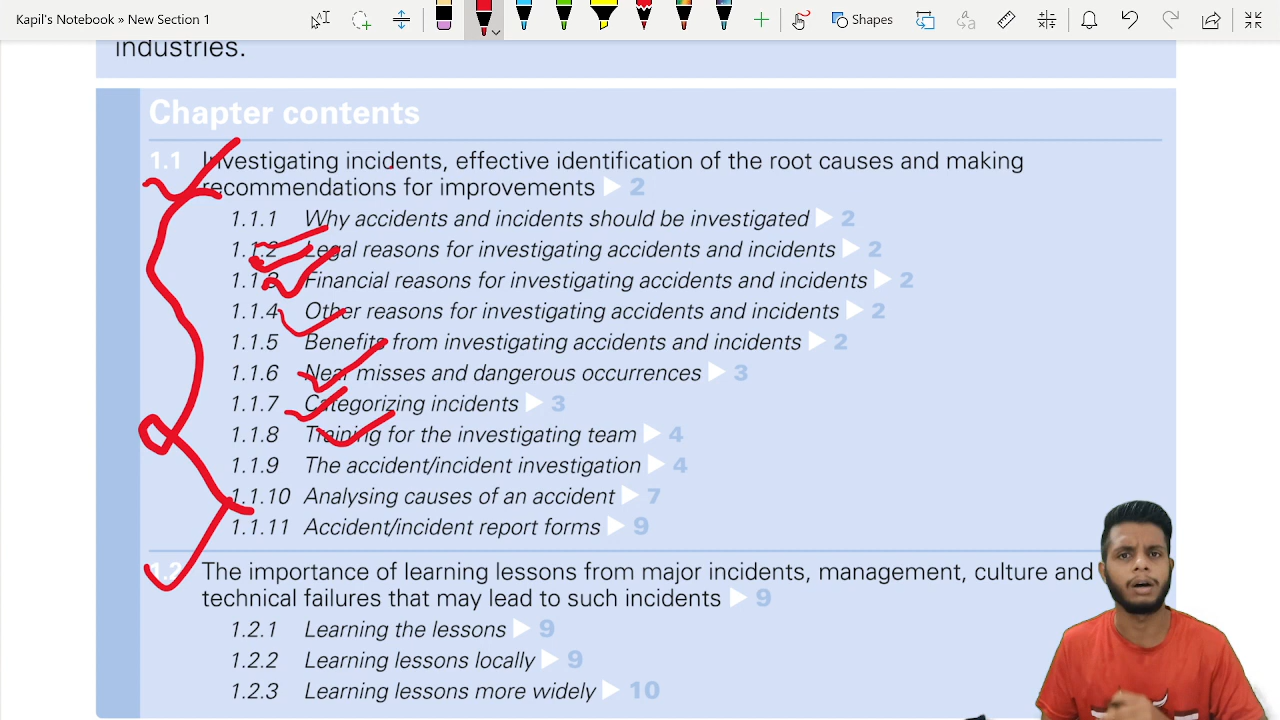 Kapil's Notebook » New Section 1
Shapes
industries.
Chapter contents
1.1 Investigating incidents, effective identification of the root causes and making
recommendations for improvements ▶ 2
1.1.1 Why accidents and incidents should be investigated ▶ 2
1.1.2 Legal reasons for investigating accidents and incidents ▶ 2
1.1.3 Financial reasons for investigating accidents and incidents ▶ 2
1.1.4 Other reasons for investigating accidents and incidents ▶ 2
1.1.5 Benefits from investigating accidents and incidents ▶ 2
1.1.6 Near misses and dangerous occurrences ▶ 3
1.1.7 Categorizing incidents ▶ 3
1.1.8 Training for the investigating team ▶ 4
1.1.9 The accident/incident investigation ▶ 4
1.1.10 Analysing causes of an accident ▶ 7
1.1.11 Accident/incident report forms ▶ 9
1.2 The importance of learning lessons from major incidents, management, culture and
technical failures that may lead to such incidents ▶ 9
1.2.1 Learning the lessons ▶ 9
1.2.2 Learning lessons locally ▶ 9
1.2.3 Learning lessons more widely ▶ 10